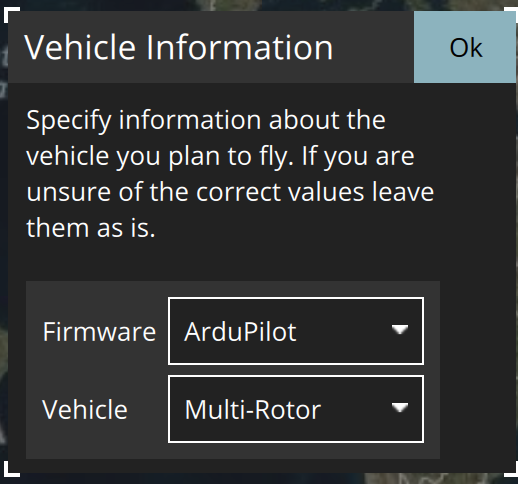 Vehicle Information
Ok
Specify information about the
vehicle you plan to fly. If you are
unsure of the correct values leave
them as is.
Firmware ArduPilot
Vehicle Multi-Rotor